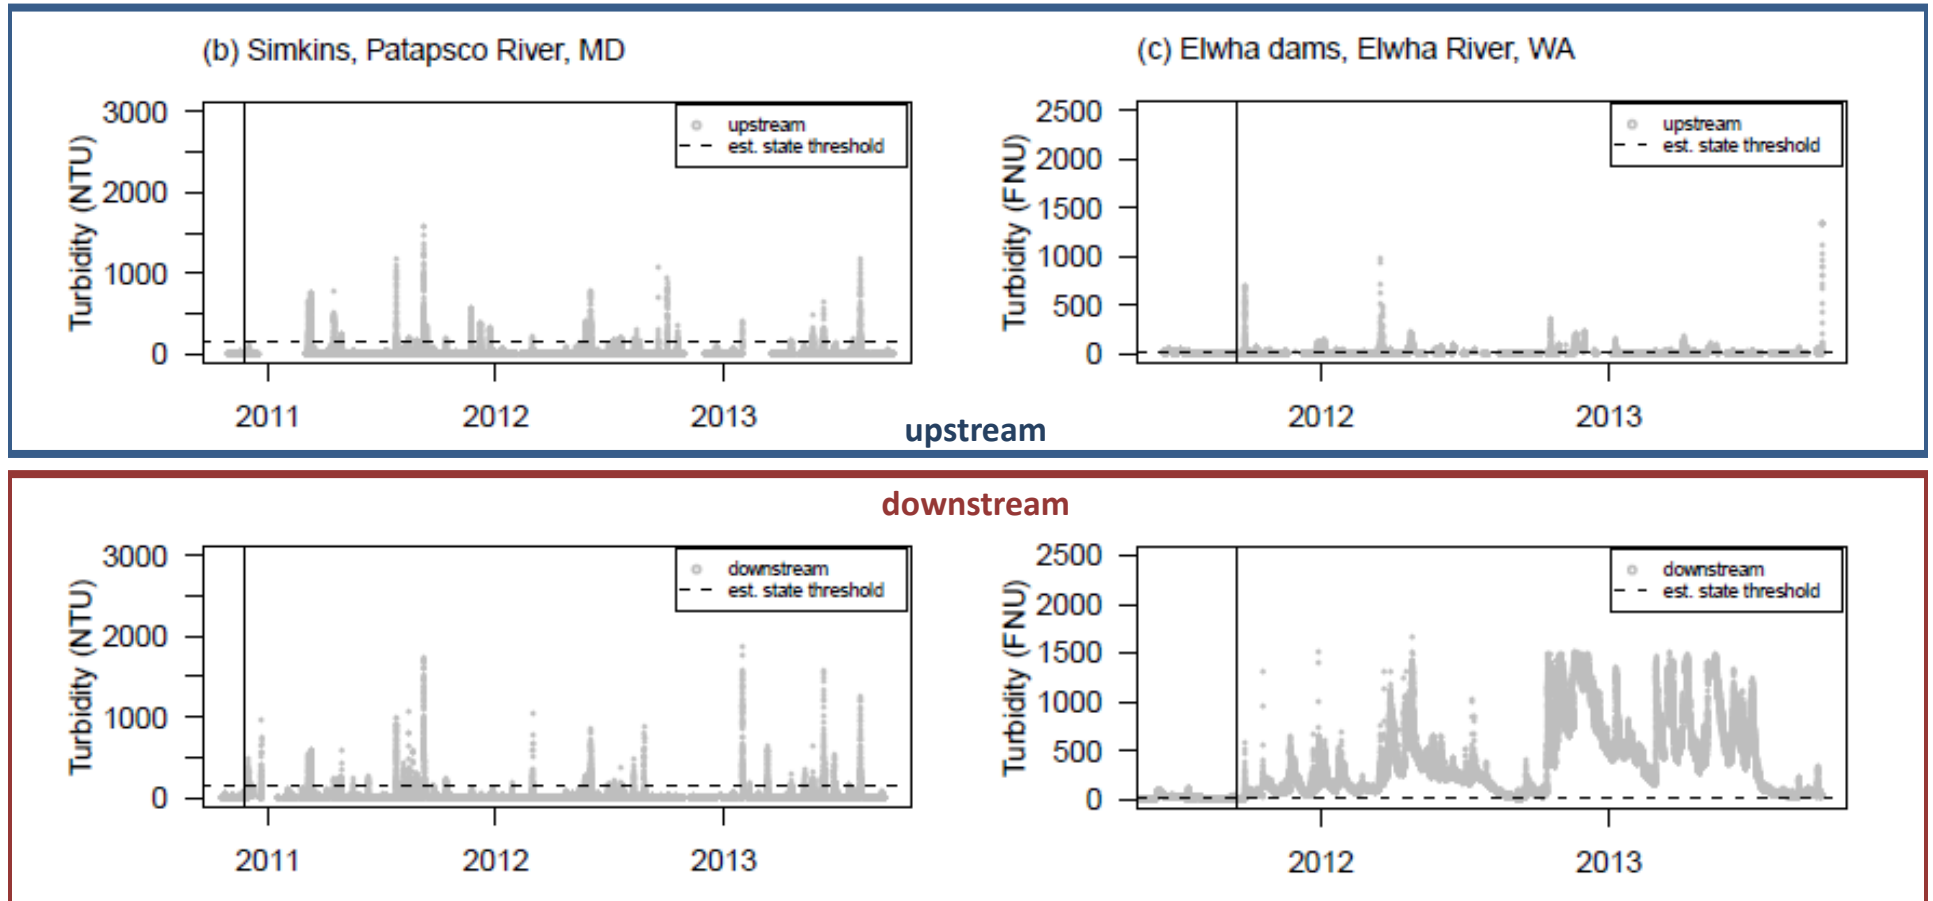 (b) Simkins, Patapsco River, MD
3000
2000
1000
0
Turbidity (NTU)
upstream
est. state threshold
2011
2012
2013
(c) Elwha dams, Elwha River, WA
2500
2000
1500
1000
500
0
Turbidity (FNU)
upstream
est. state threshold
2012
2013
upstream
downstream
3000
2000
1000
0
Turbidity (NTU)
downstream
est. state threshold
2011
2012
2013
2500
2000
1500
1000
500
0
Turbidity (FNU)
downstream
est. state threshold
2012
2013